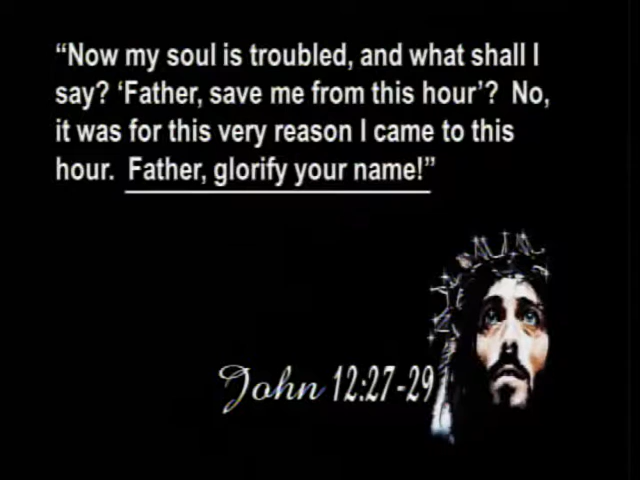 “Now my soul is troubled, and what shall I
say? ‘Father, save me from this hour’? No,
it was for this very reason I came to this
hour. Father, glorify your name!”
John 12:27-29